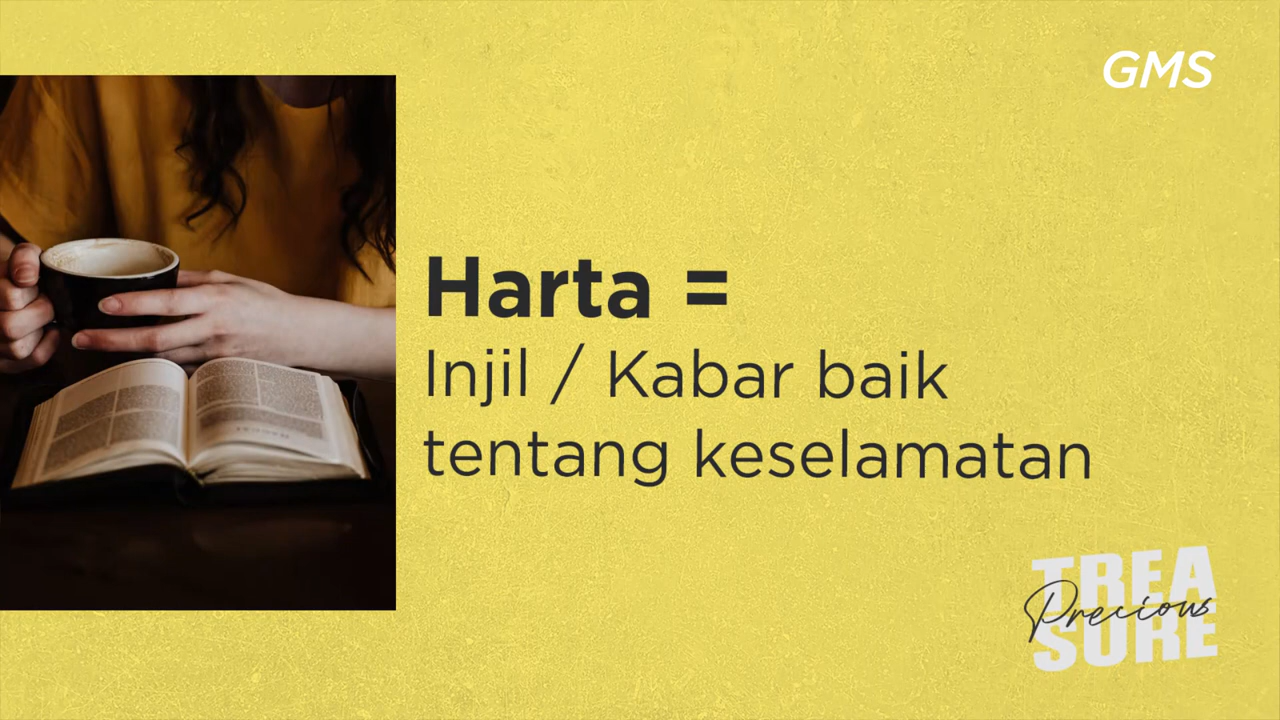 GMS
Harta =
Injil / Kabar baik
tentang keselamatan
TREA
Precious
SURE